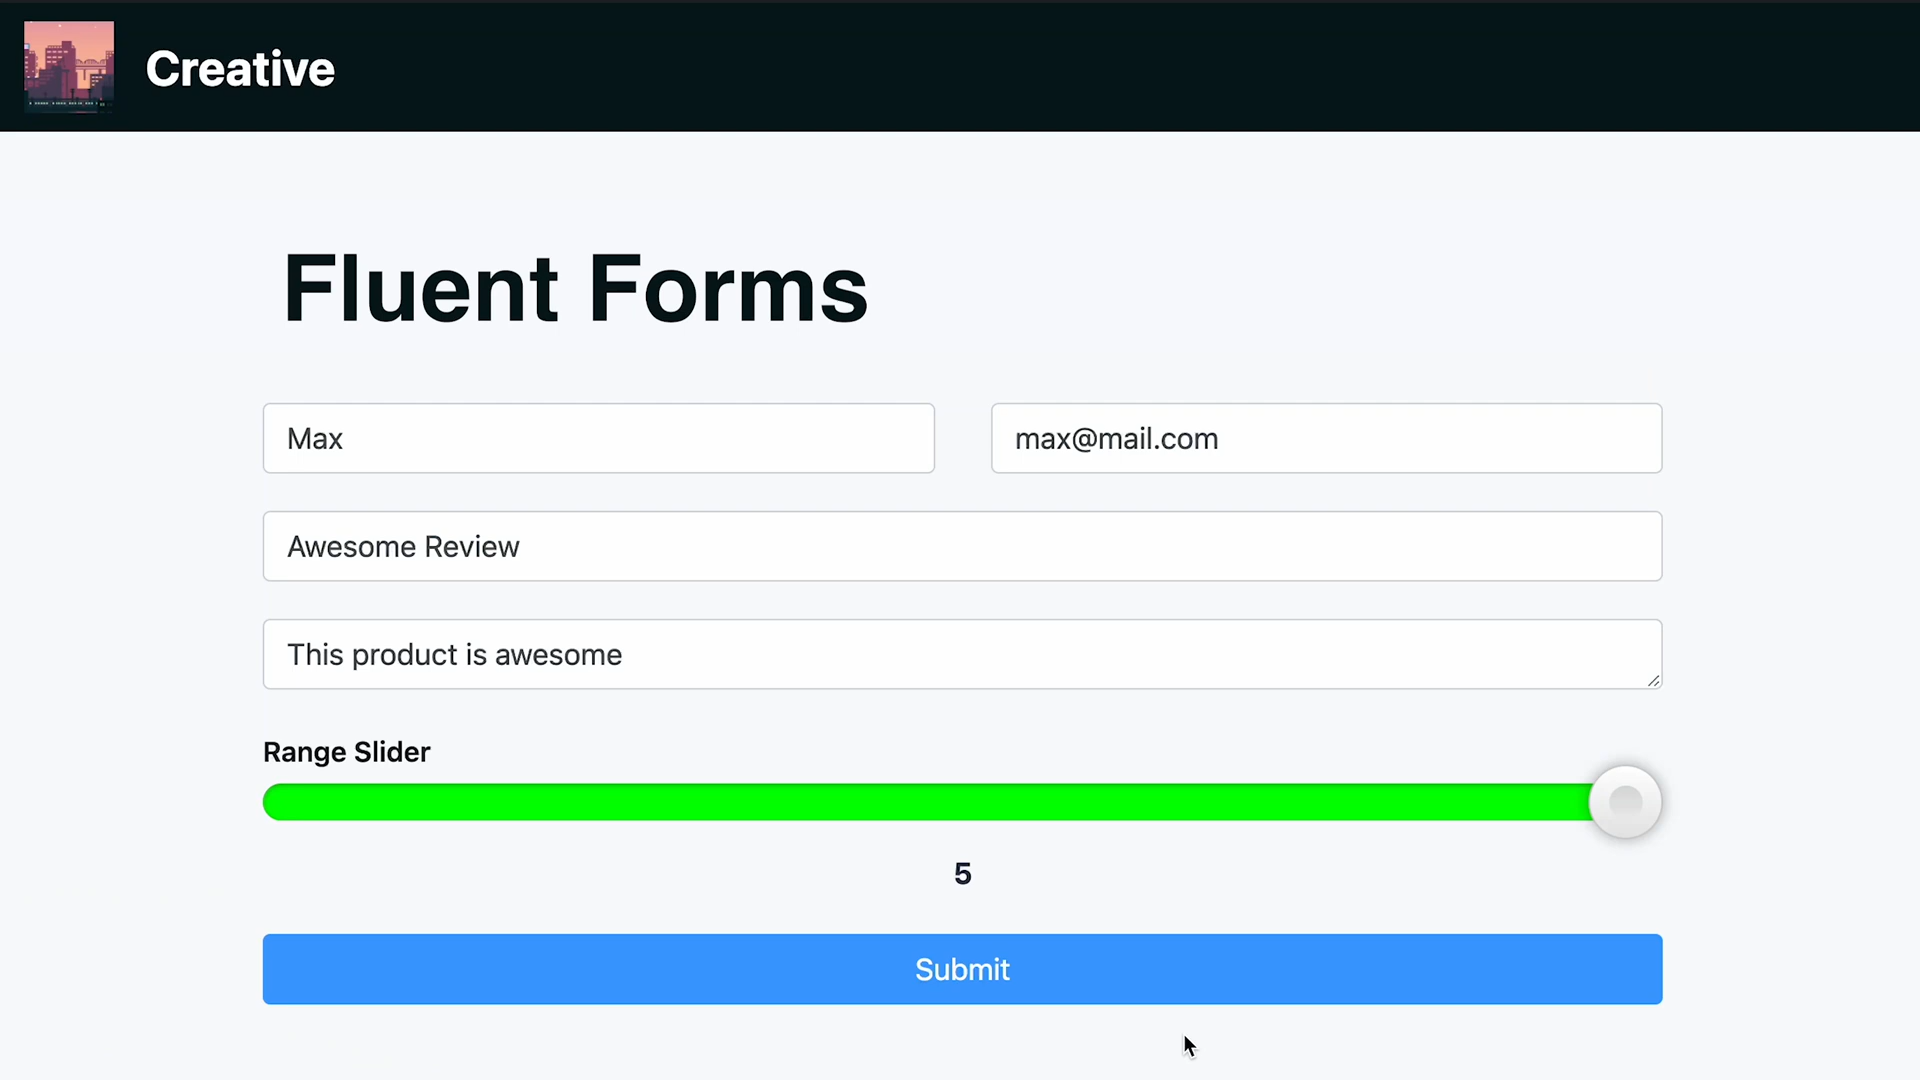 Creative
Fluent Forms
Max
max@mail.com
Awesome Review
This product is awesome
Range Slider
5
Submit